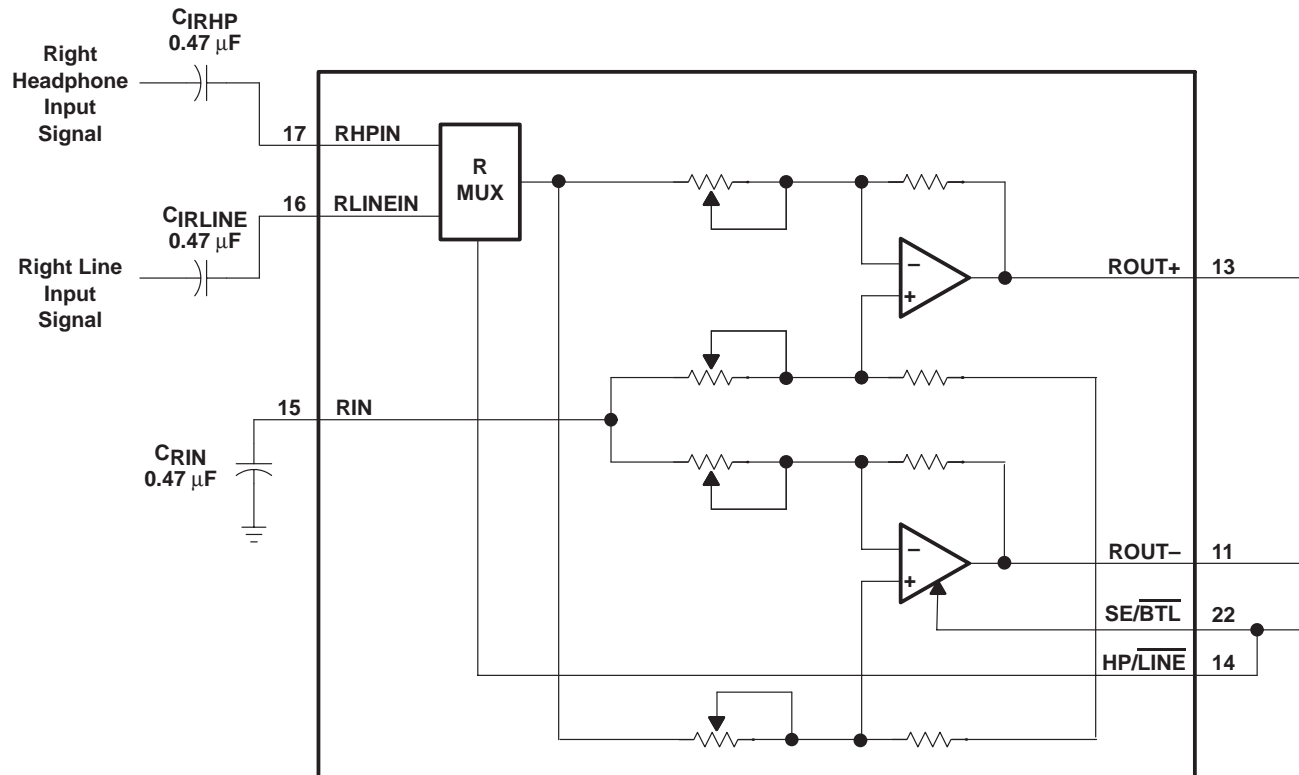 CIRHP
0.47 μF
Right
Headphone
Input
Signal
17 RHPIN
R
MUX
16 RLINEIN
CIRLINE
0.47 μF
Right Line
Input
Signal
−
+
ROUT+ 13
15 RIN
CRIN
0.47 μF
−
+
ROUT− 11
SE/BTL 22
HP/LINE 14